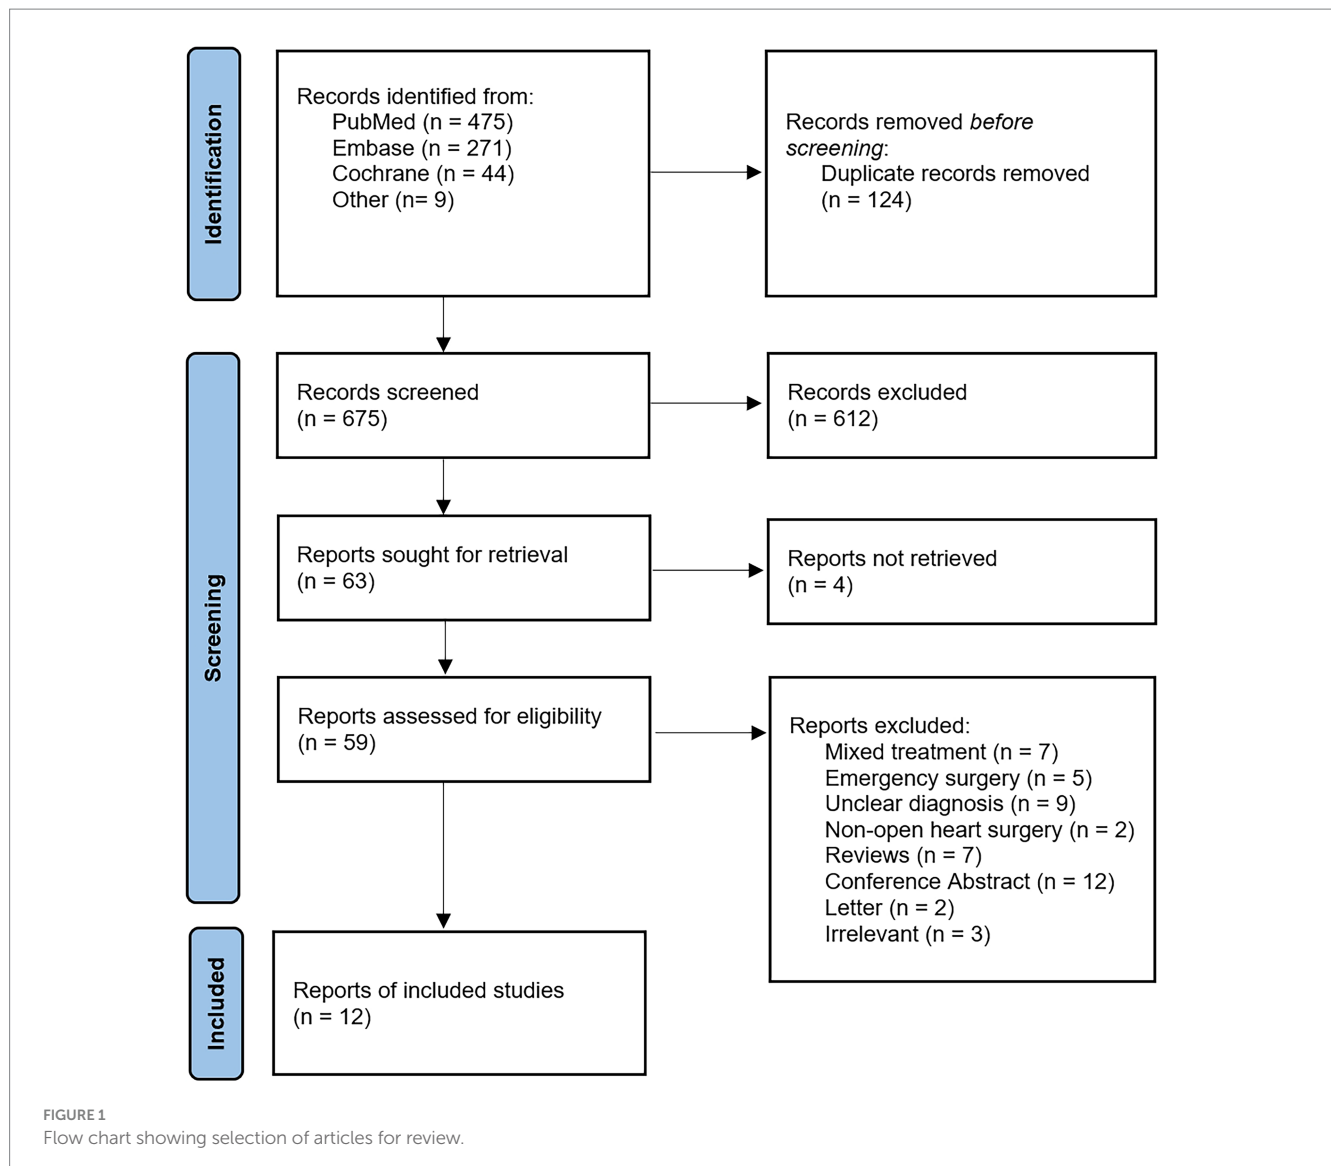 Identification
Records identified from:
PubMed (n = 475)
Embase (n = 271)
Cochrane (n = 44)
Other (n= 9)
Records removed before
screening:
Duplicate records removed
(n = 124)
Screening
Records screened
(n = 675)
Records excluded
(n = 612)
Reports sought for retrieval
(n = 63)
Reports not retrieved
(n = 4)
Reports assessed for eligibility
(n = 59)
Reports excluded:
Mixed treatment (n = 7)
Emergency surgery (n = 5)
Unclear diagnosis (n = 9)
Non-open heart surgery (n = 2)
Reviews (n = 7)
Conference Abstract (n = 12)
Letter (n = 2)
Irrelevant (n = 3)
Included
Reports of included studies
(n = 12)
FIGURE 1
Flow chart showing selection of articles for review.